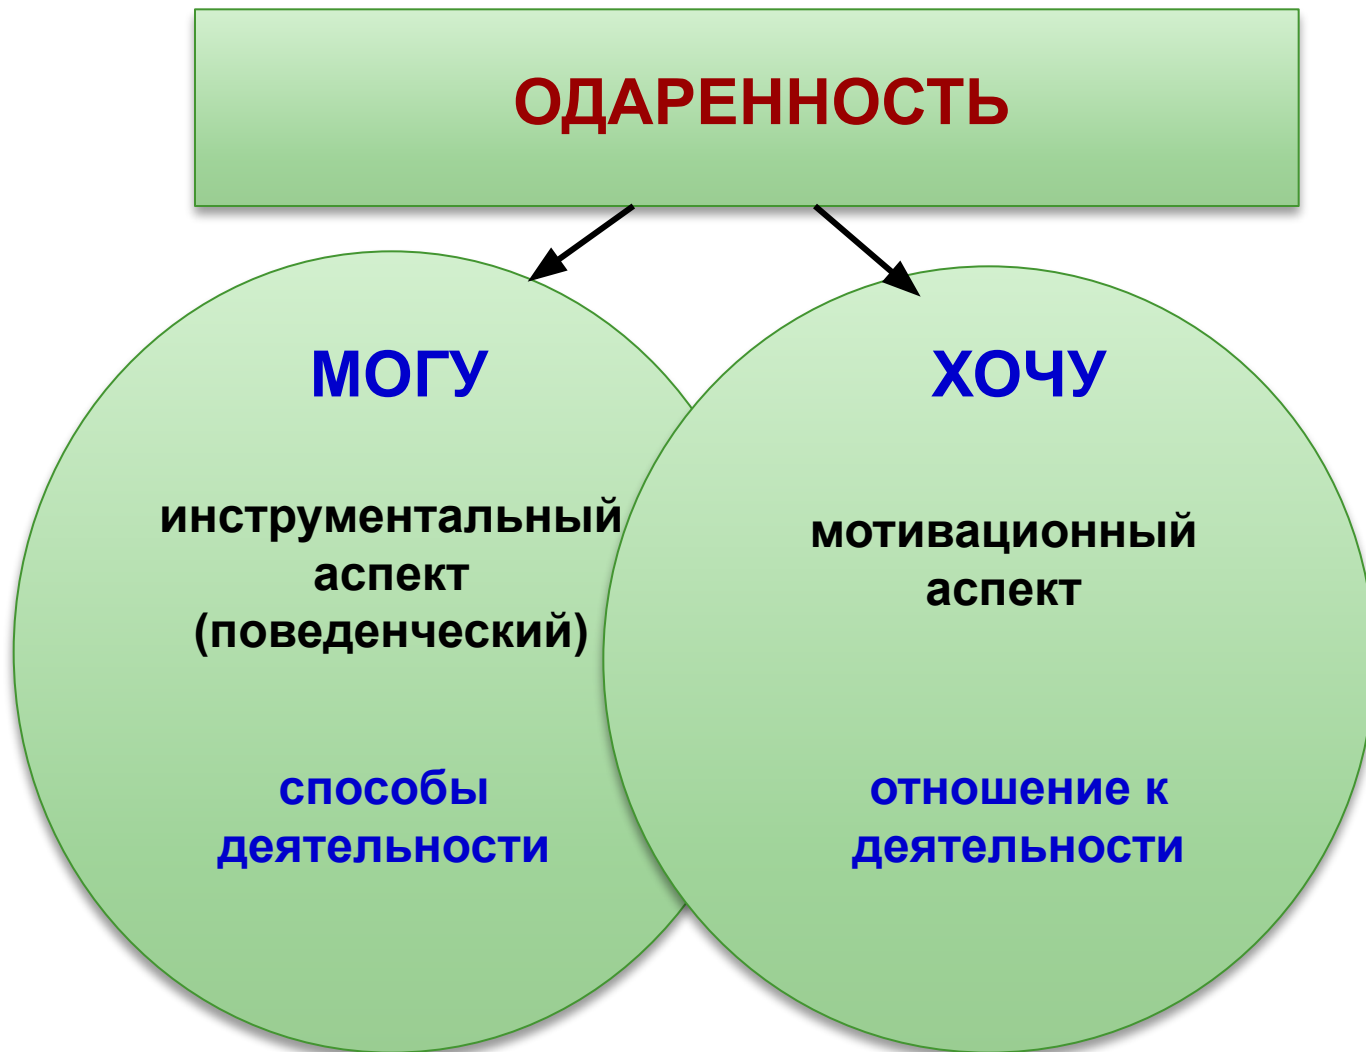 ОДАРЕННОСТЬ
МОГУ
инструментальный
аспект
(поведенческий)
способы
деятельности
ХОЧУ
мотивационный
аспект
отношение к
деятельности